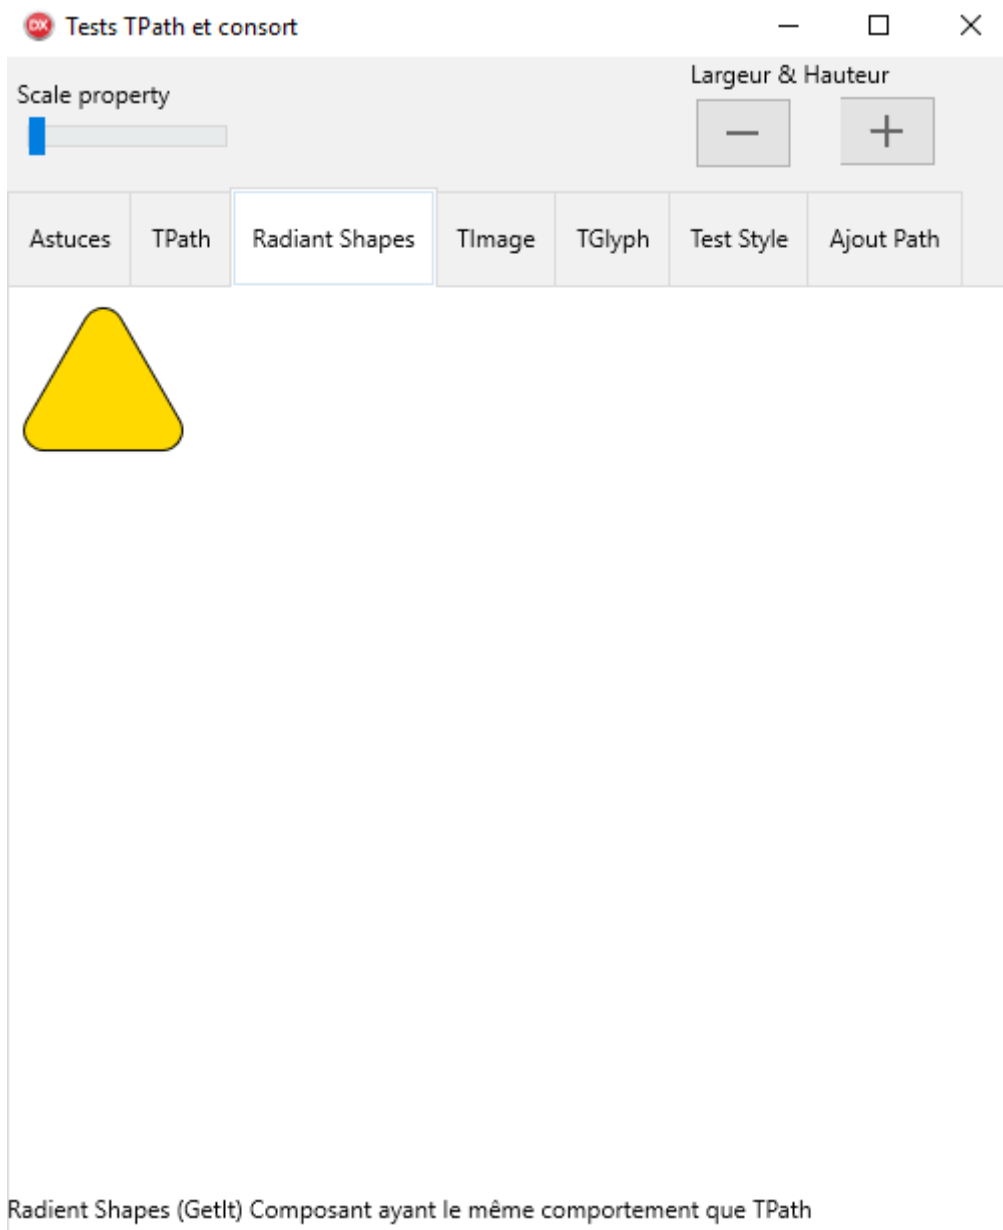 DX Tests TPath et consort
Largeur & Hauteur
Scale property
Astuces TPath Radiant Shapes TImage TGlyph Test Style Ajout Path
Radient Shapes (GetIt) Composant ayant le même comportement que TPath